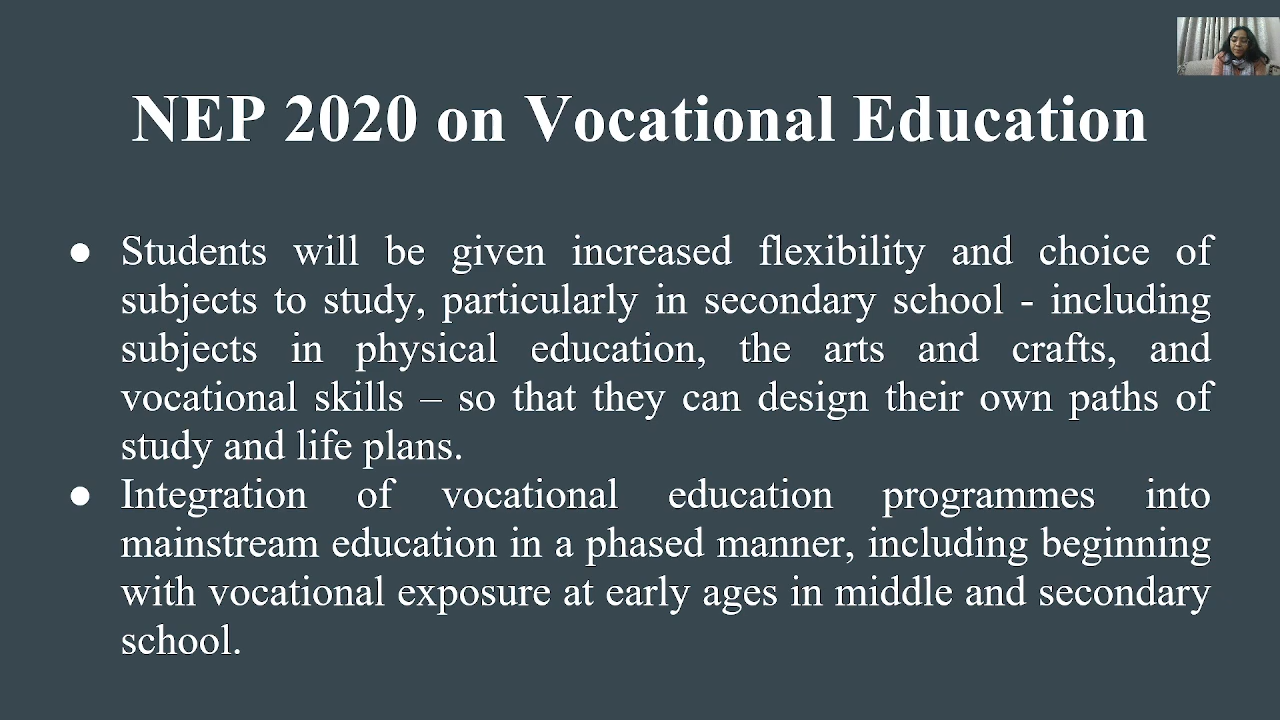 NEP 2020 on Vocational Education
● Students will be given increased flexibility and choice of
subjects to study, particularly in secondary school - including
subjects in physical education, the arts and crafts, and
vocational skills – so that they can design their own paths of
study and life plans.
● Integration of vocational education programmes into
mainstream education in a phased manner, including beginning
with vocational exposure at early ages in middle and secondary
school.